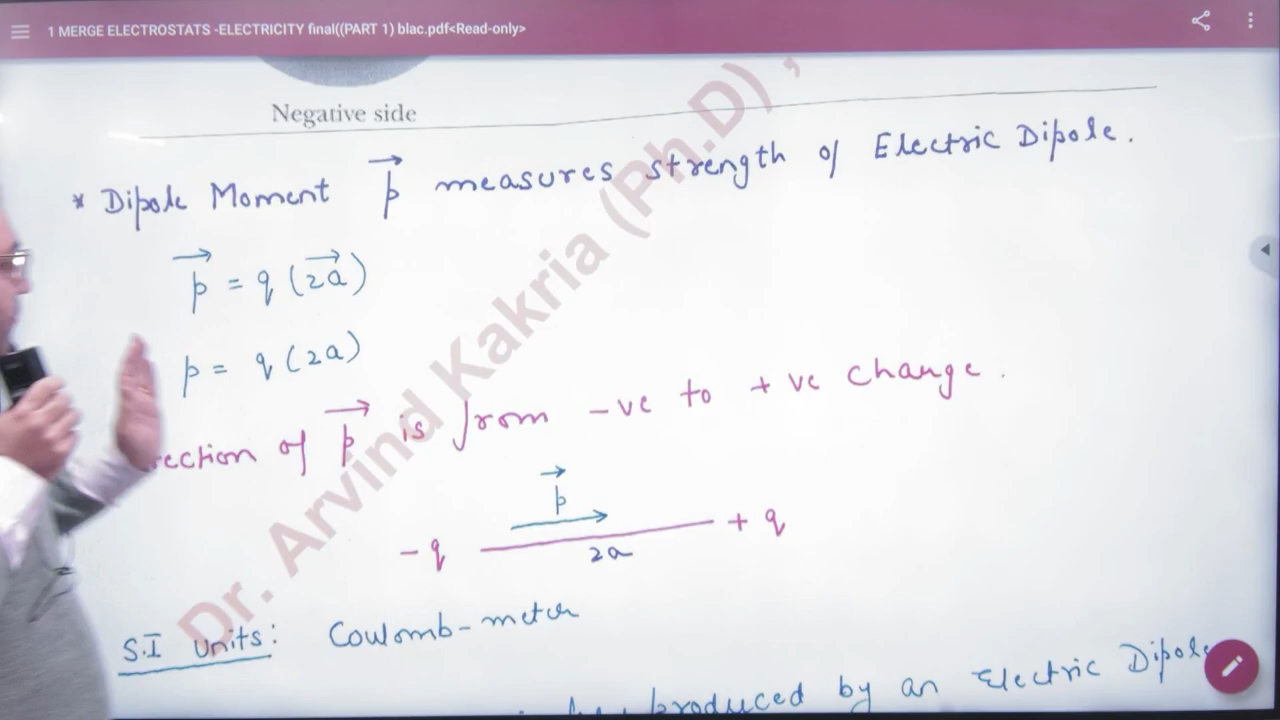 1 MERGE ELECTROSTATS -ELECTRICITY final((PART 1) blac.pdf<Read-only>
Negative side
* Dipole Moment p measures strength of Electric Dipole.
p = q (2a)
p = q (2a)
rection of p is from -ve to +ve change.
p
-q
+ q
2a
S.I Units: Coulomb-meter
produced by an Electric Dipole
Dr. Arvind Kakria (Ph.D) ,